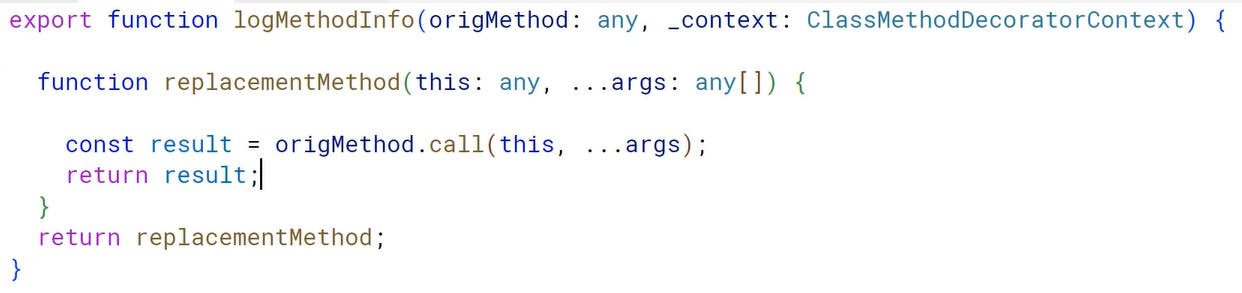 export function logMethodInfo(origMethod: any, _context: ClassMethodDecoratorContext) {
function replacementMethod(this: any, ...args: any[]) {
const result = origMethod.call(this, ...args);
return result;
}
return replacementMethod;
}